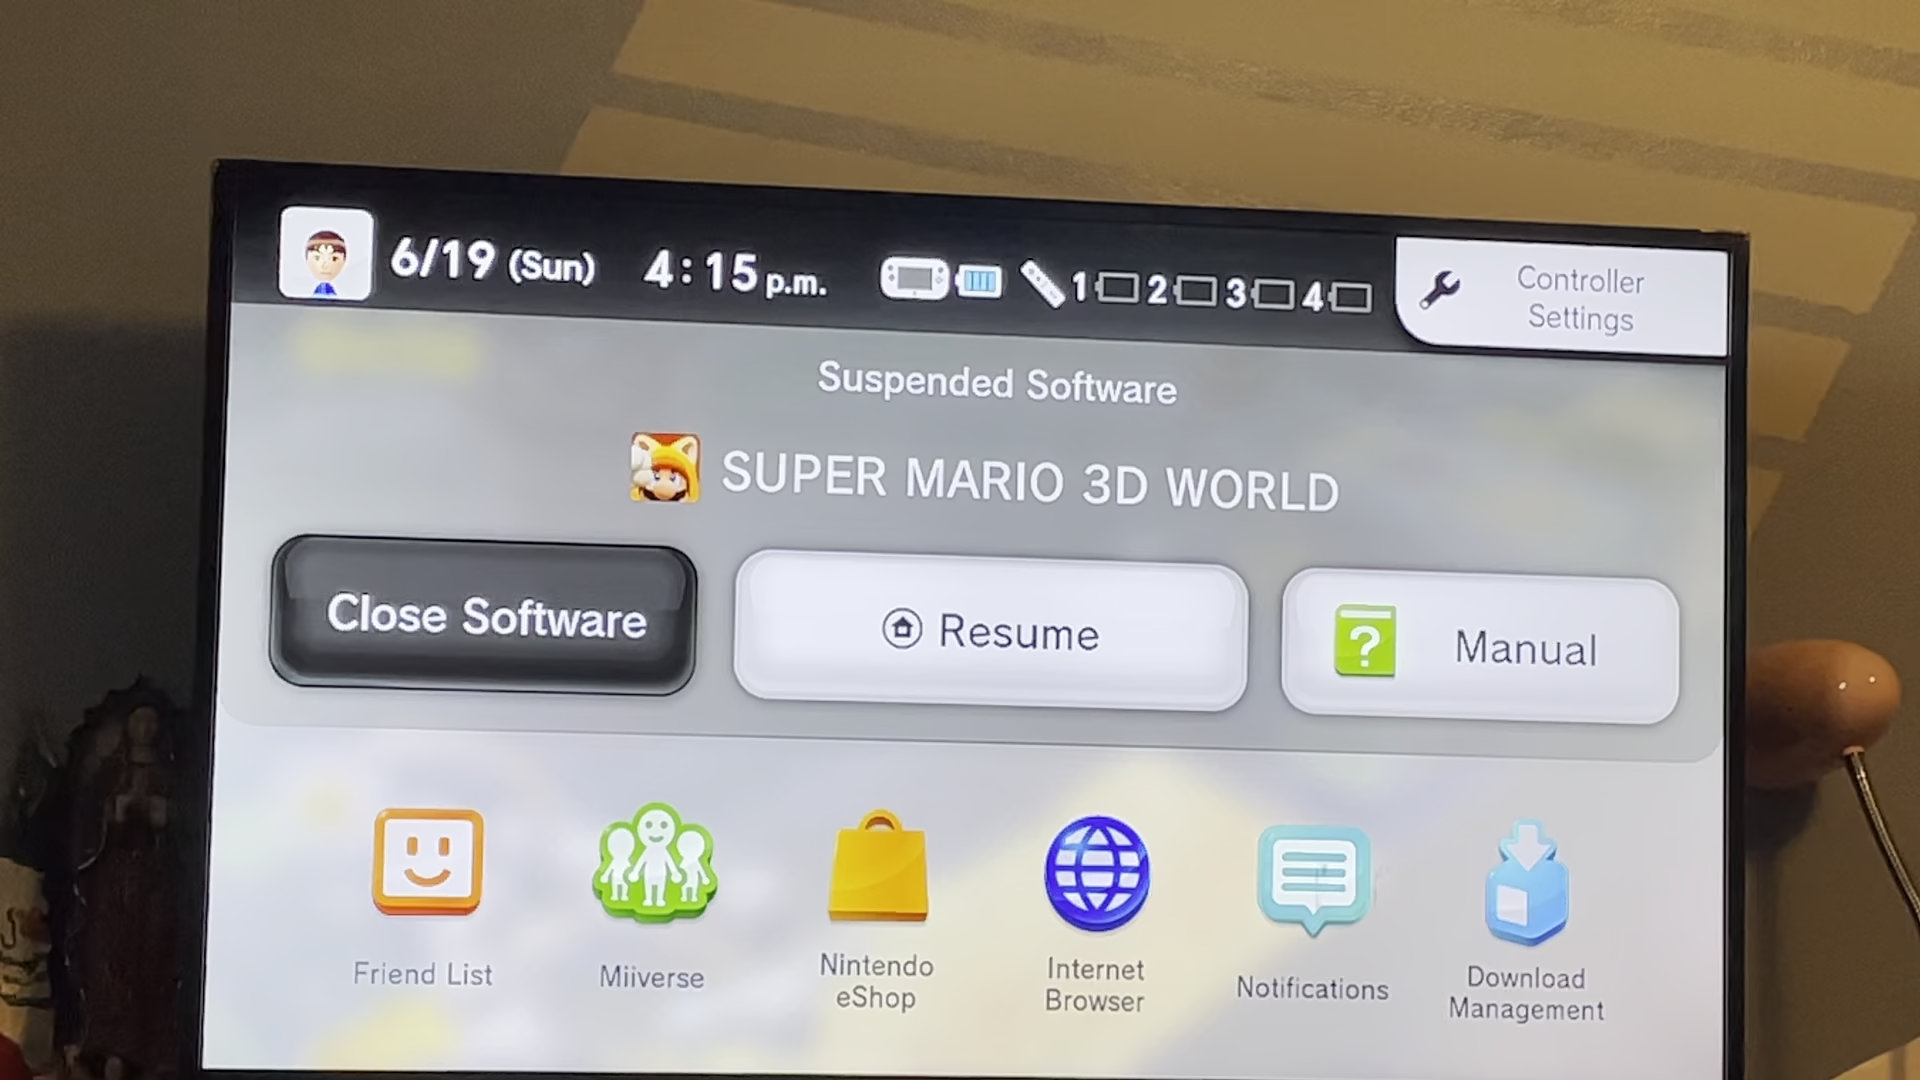 6/19 (Sun) 4:15 p.m. 1 2 3 4
Controller
Settings
Suspended Software
SUPER MARIO 3D WORLD
Close Software
Resume
? Manual
Friend List
Miiverse
Nintendo
eShop
Internet
Browser
Notifications
Download
Management